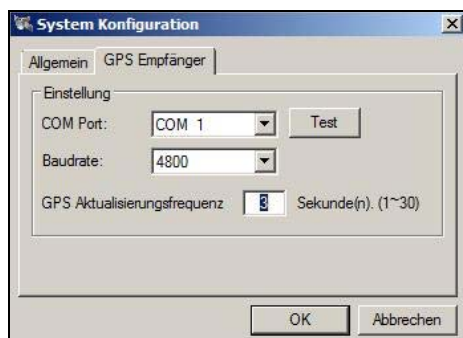 System Konfiguration
Allgemein GPS Empfänger
Einstellung
COM Port: COM 1 Test
Baudrate: 4800
GPS Aktualisierungsfrequenz 3 Sekunde(n). (1~30)
OK Abbrechen